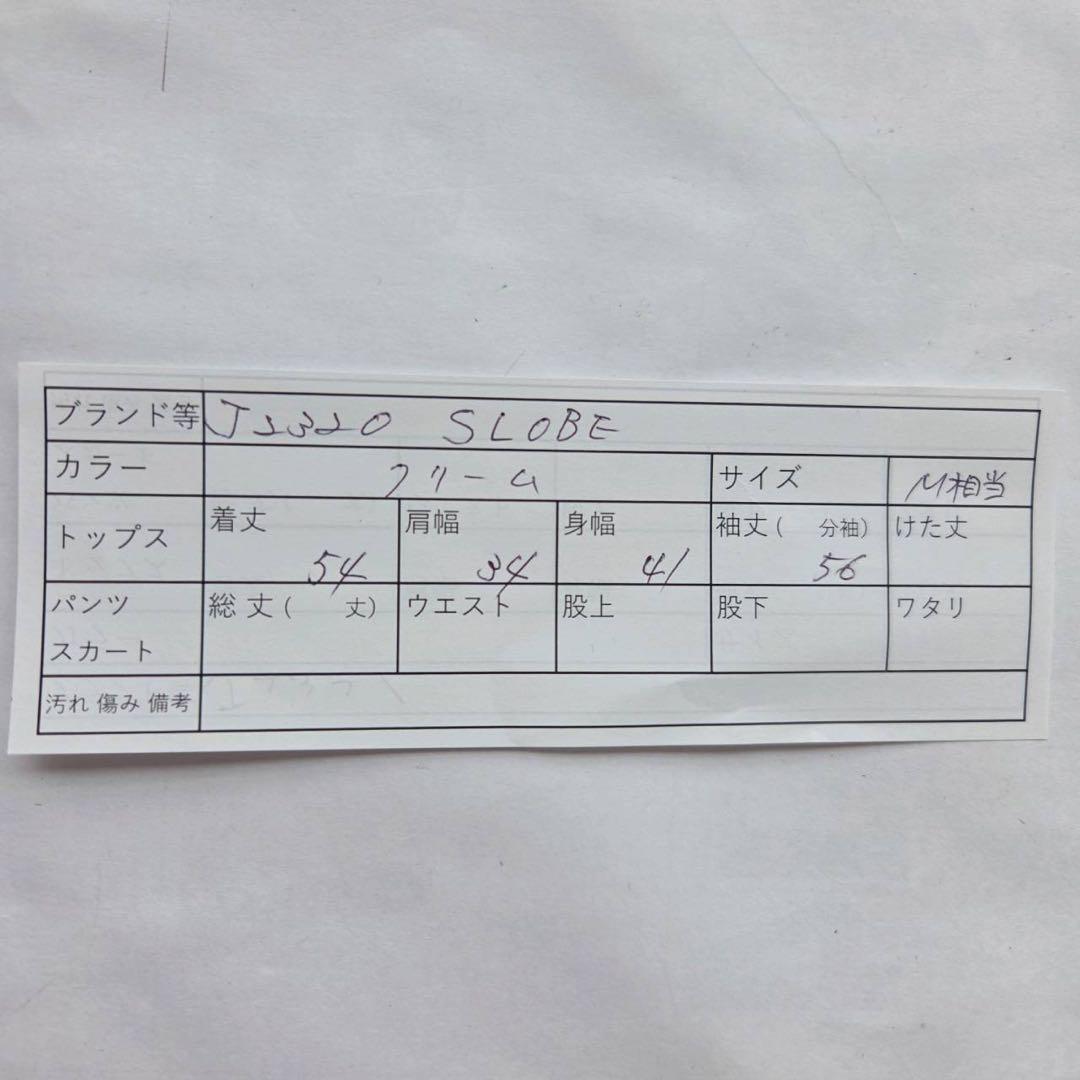 ブランド等 J2320 SLOBE
カラー クリーム サイズ M相当
トップス 着丈 54 肩幅 34 身幅 41 袖丈( 分袖) 56 けた丈
パンツ スカート 総丈( 丈) ウエスト 股上 股下 ワタリ
汚れ 傷み 備考